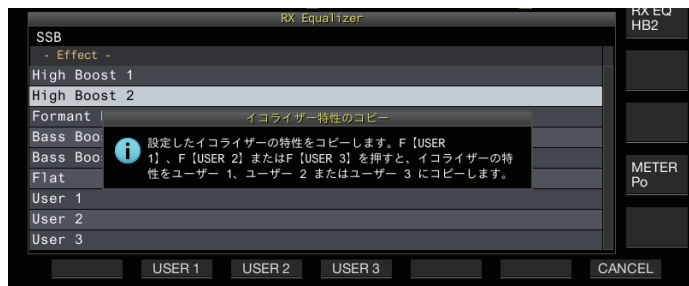 RX Equalizer
RX EQ
HB2
SSB
- Effect -
High Boost 1
High Boost 2
Formant
Bass Boo
Bass Boo
Flat
User 1
User 2
User 3
イコライザー特性のコピー
設定したイコライザーの特性をコピーします。F【USER
1】、F【USER 2】またはF【USER 3】を押すと、イコライザーの特
性をユーザー 1、ユーザー 2 またはユーザー 3 にコピーします。
METER
Po
USER 1 USER 2 USER 3 CANCEL